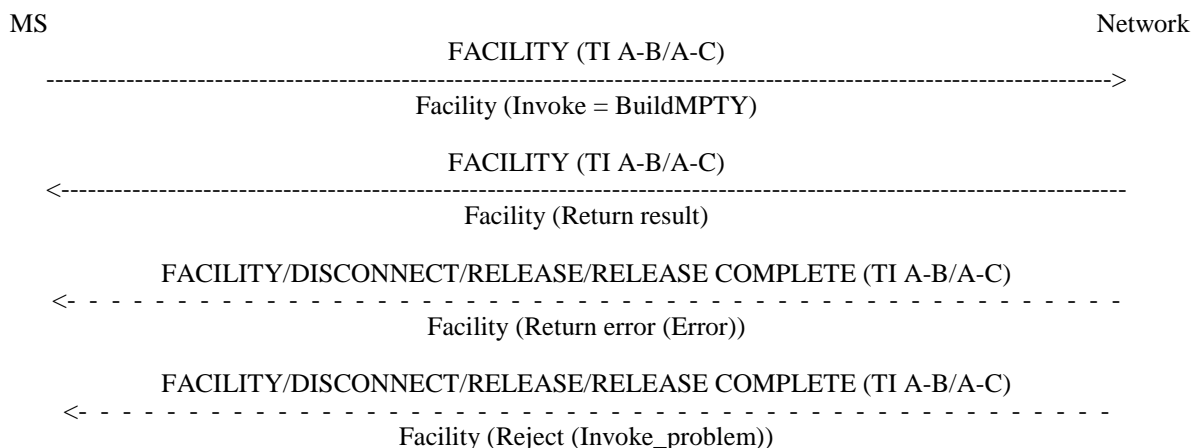 MS Network
FACILITY (TI A-B/A-C)
------------------------------------------------------------------------------------------------------------------------>
Facility (Invoke = BuildMPTY)
FACILITY (TI A-B/A-C)
<------------------------------------------------------------------------------------------------------------------------
Facility (Return result)
FACILITY/DISCONNECT/RELEASE/RELEASE COMPLETE (TI A-B/A-C)
<- - - - - - - - - - - - - - - - - - - - - - - - - - - - - - - - - - - - - - - - - - - - - - - - - - - - - - - - - - -
Facility (Return error (Error))
FACILITY/DISCONNECT/RELEASE/RELEASE COMPLETE (TI A-B/A-C)
<- - - - - - - - - - - - - - - - - - - - - - - - - - - - - - - - - - - - - - - - - - - - - - - - - - - - - - - - - -
Facility (Reject (Invoke_problem))